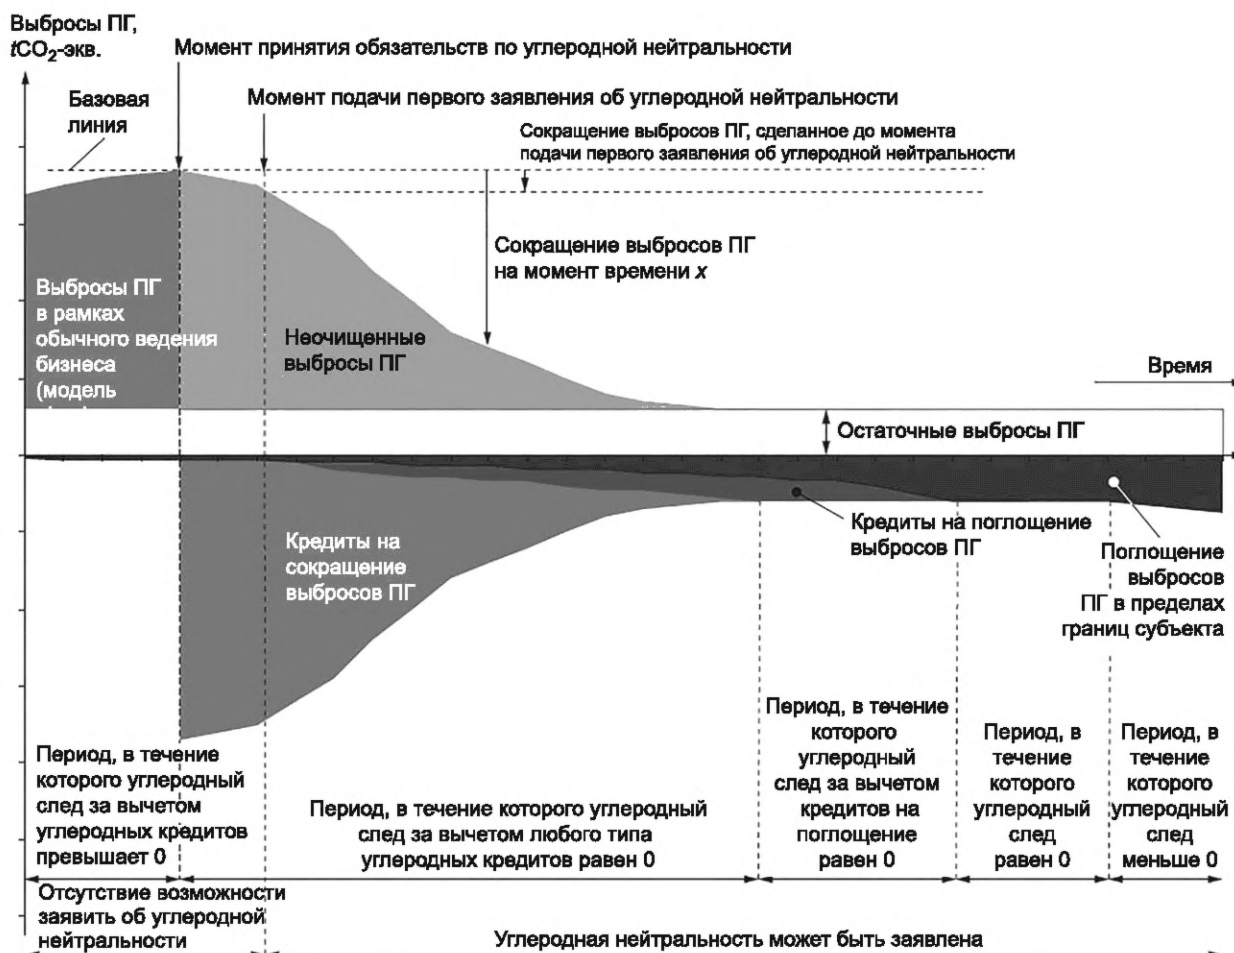 Выбросы ПГ,
tCO2-экв.
Момент принятия обязательств по углеродной нейтральности
Базовая
линия
Момент подачи первого заявления об углеродной нейтральности
Сокращение выбросов ПГ, сделанное до момента
подачи первого заявления об углеродной нейтральности
Сокращение выбросов ПГ
на момент времени x
Выбросы ПГ
в рамках
обычного ведения
бизнеса
(модель
Неочищенные
выбросы ПГ
Время
Остаточные выбросы ПГ
Кредиты на
сокращение
выбросов ПГ
Кредиты на поглощение
выбросов ПГ
Поглощение
выбросов
ПГ в пределах
границ субъекта
Период, в течение
которого углеродный
след за вычетом
углеродных кредитов
превышает 0
Период, в течение которого углеродный
след за вычетом любого типа
углеродных кредитов равен 0
Период, в течение
которого
углеродный
след за вычетом
кредитов на
поглощение
равен 0
Период, в
течение
которого
углеродный
след
равен 0
Период, в
течение
которого
углеродный
след
меньше 0
Отсутствие возможности
заявить об углеродной
нейтральности
Углеродная нейтральность может быть заявлена